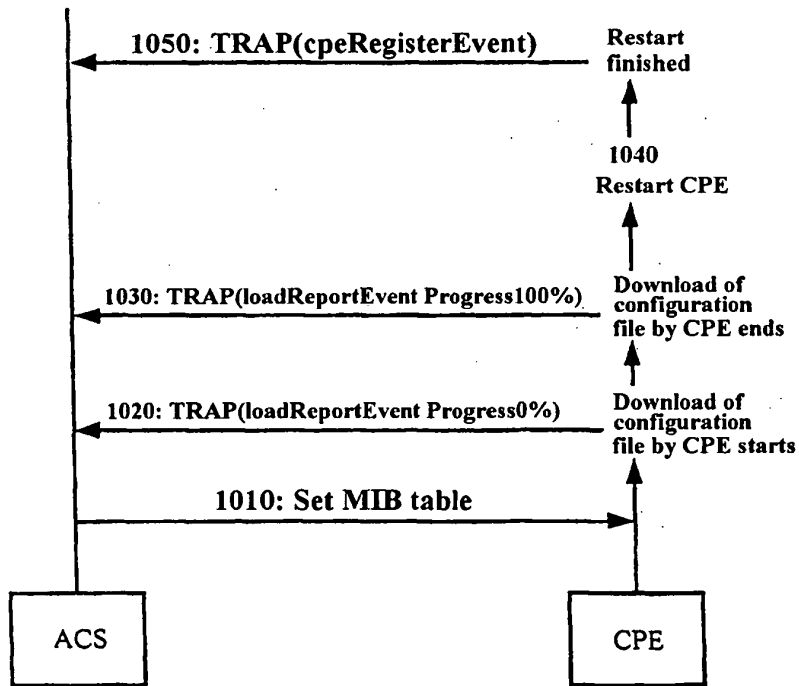 1050: TRAP(cpeRegisterEvent)
Restart
finished
1040
Restart CPE
1030: TRAP(loadReportEvent Progress100%)
Download of
configuration
file by CPE ends
1020: TRAP(loadReportEvent Progress0%)
Download of
configuration
file by CPE starts
1010: Set MIB table
ACS
CPE